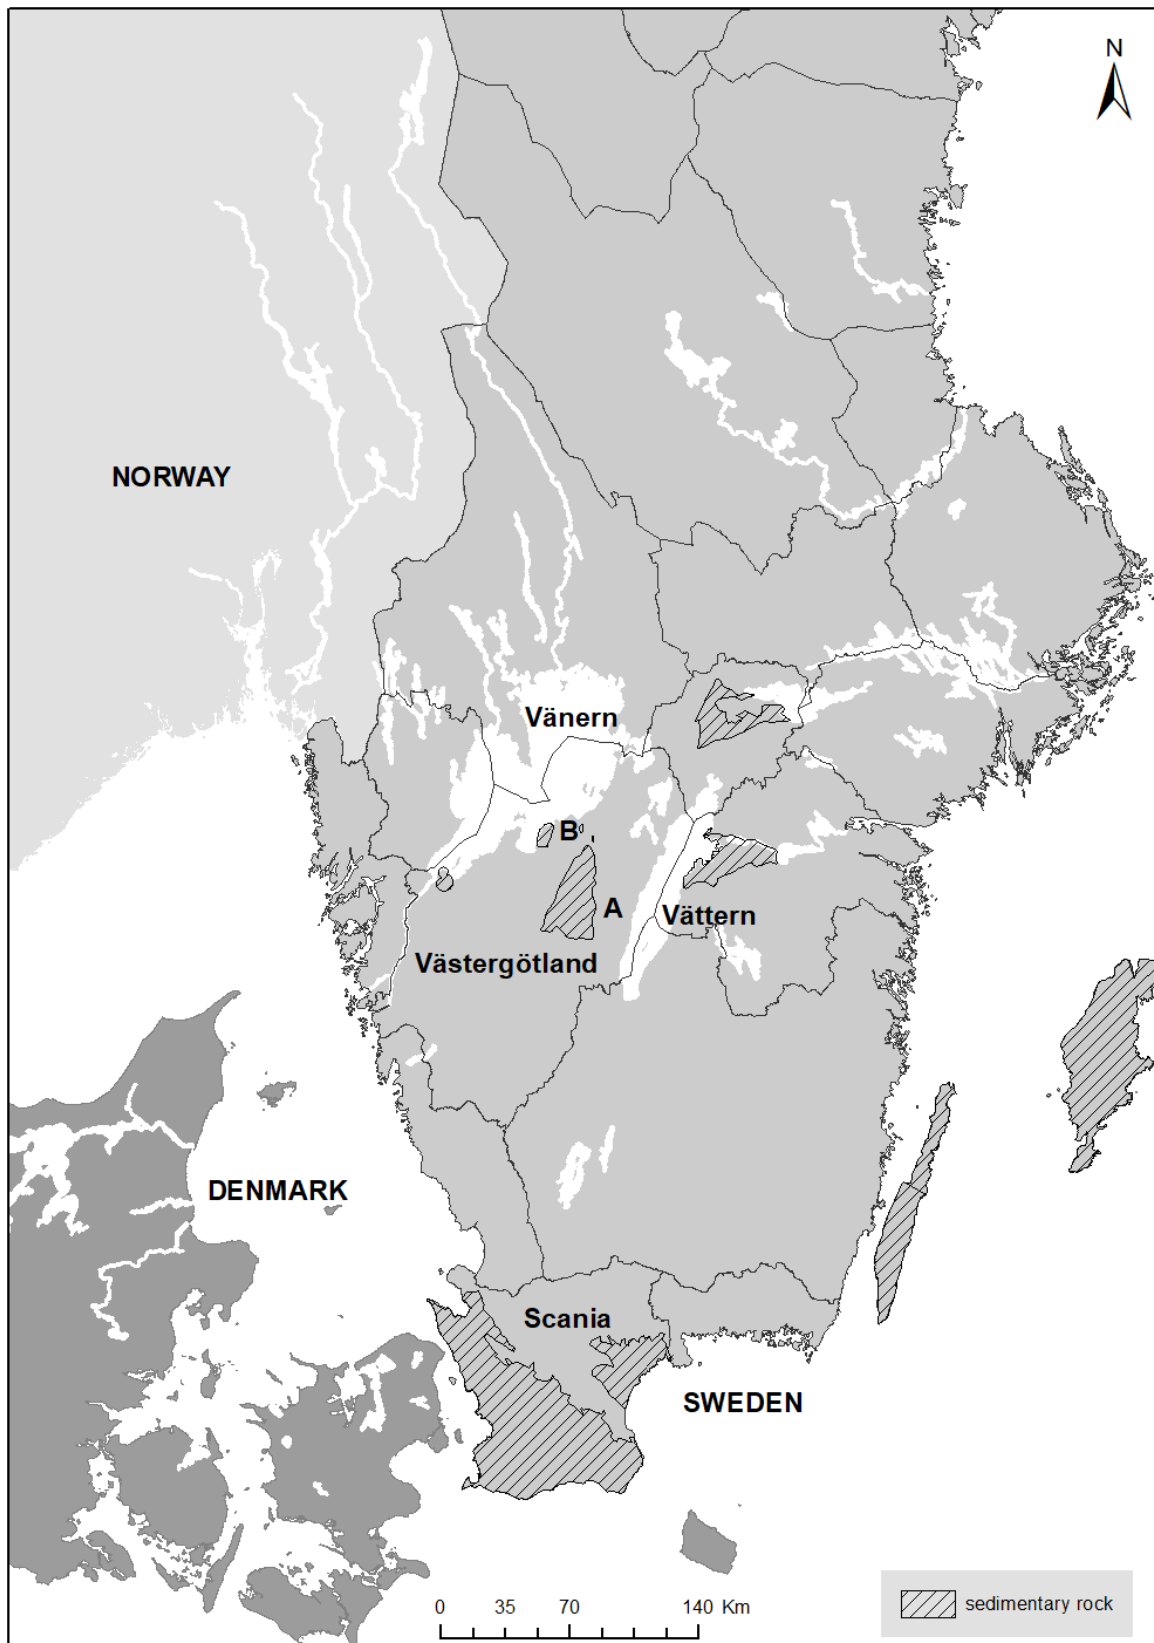 N
NORWAY
Vänern
B
A
Vättern
Västergötland
DENMARK
Scania
SWEDEN
0 35 70 140 Km
sedimentary rock